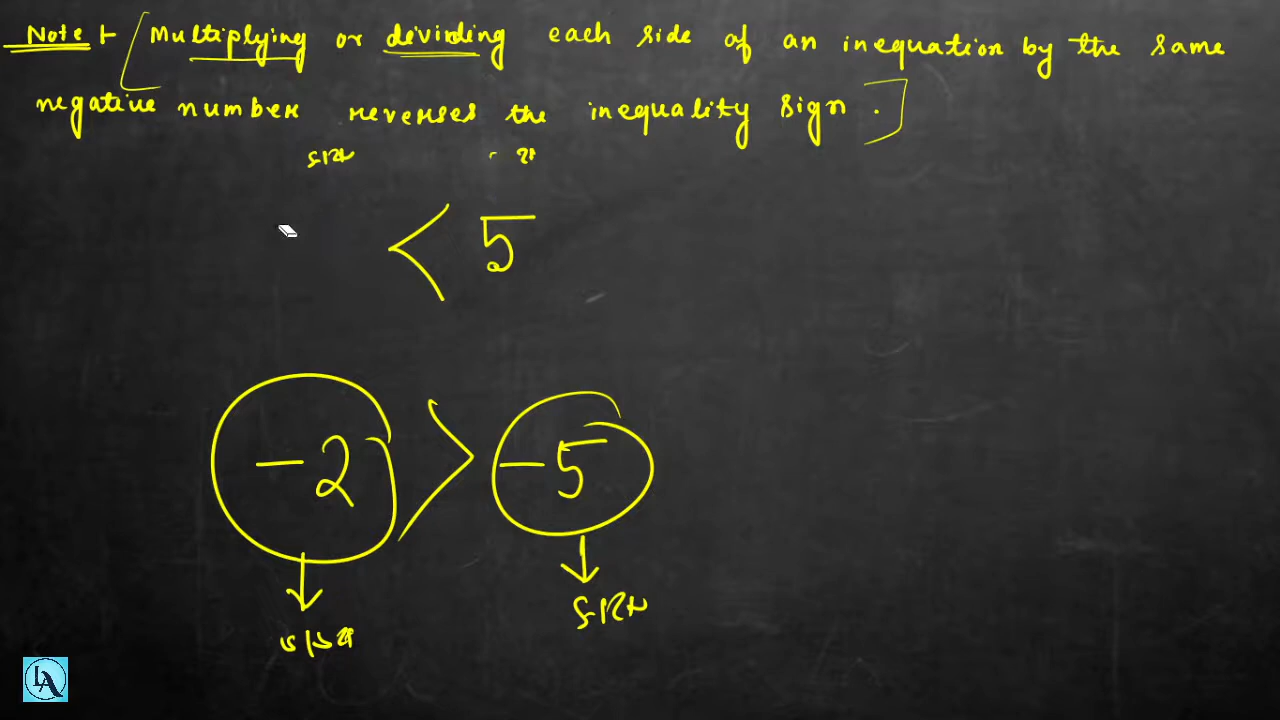 Note :- [ Multiplying or dividing each side of an inequation by the same
negative number reverses the inequality sign . ]
< 5
-2 > -5
LA